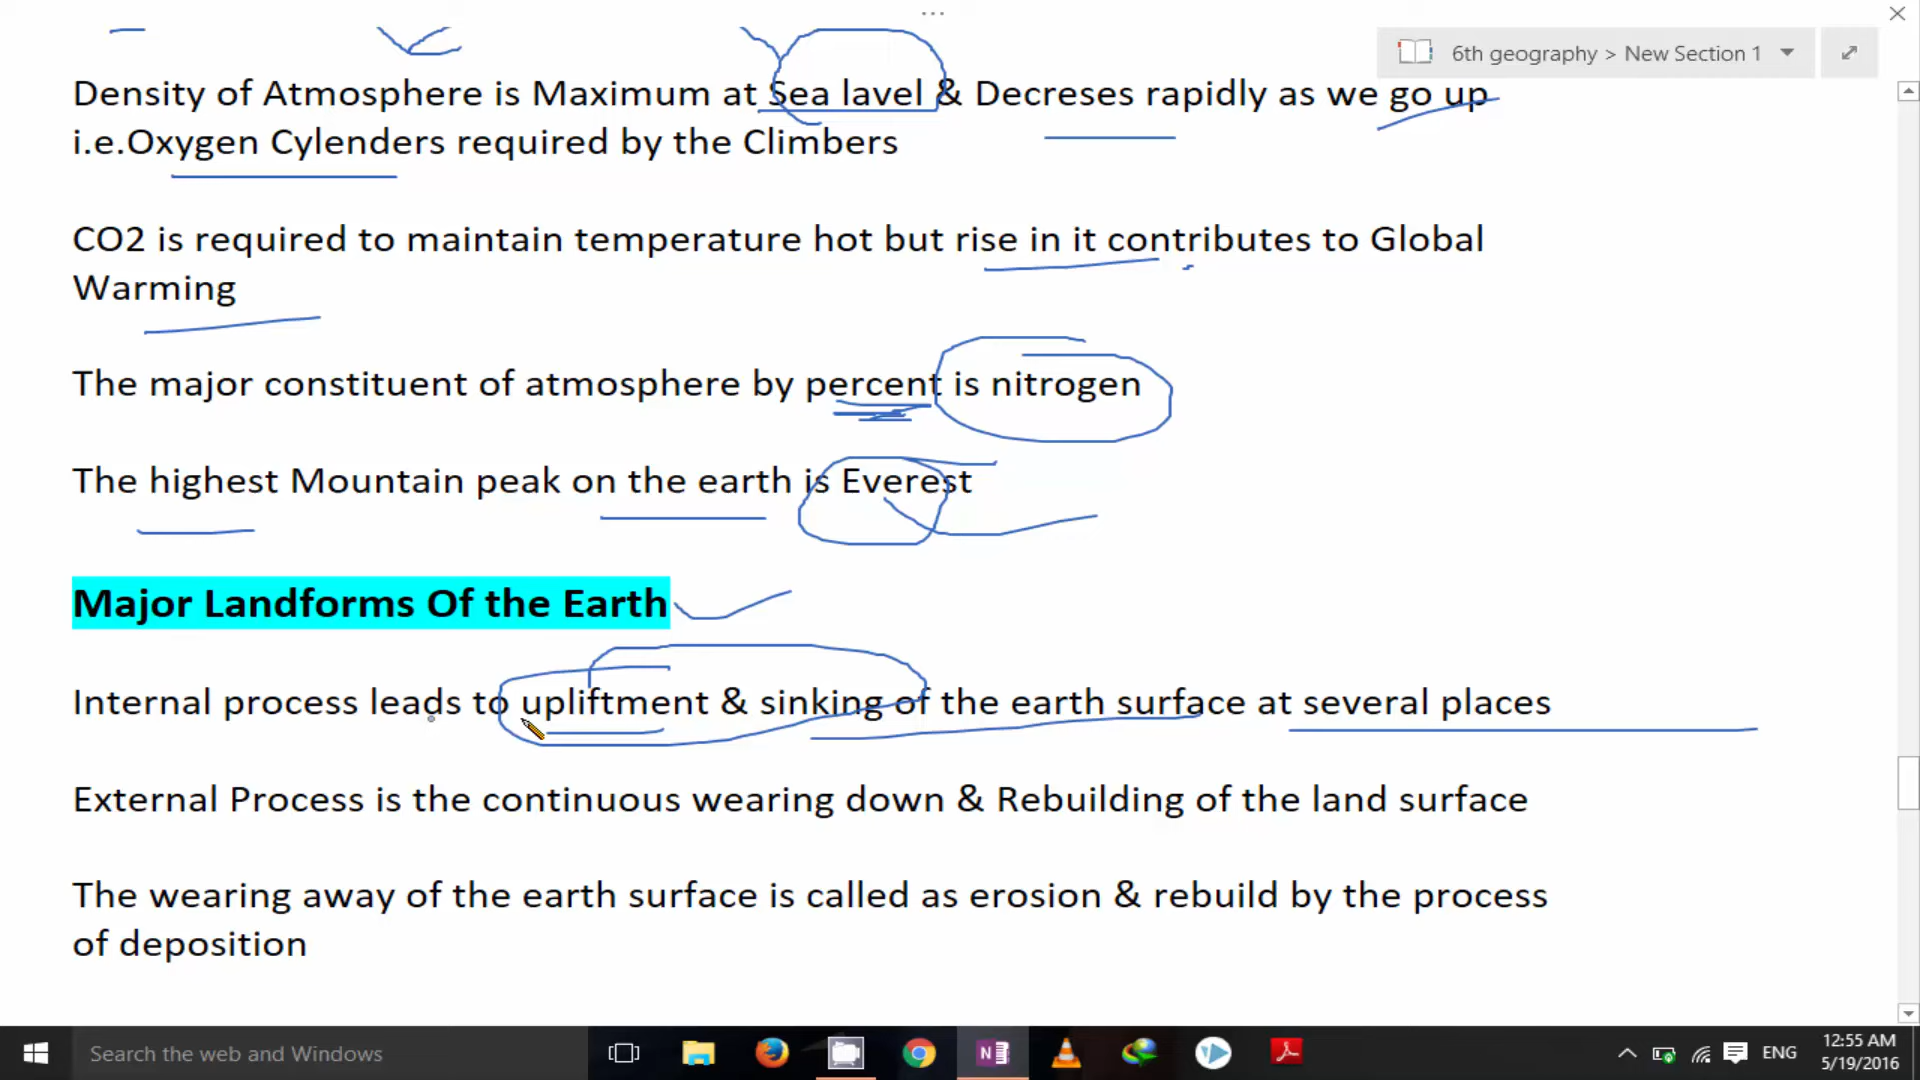 6th geography > New Section 1
Density of Atmosphere is Maximum at Sea lavel & Decreses rapidly as we go up
i.e.Oxygen Cylenders required by the Climbers
CO2 is required to maintain temperature hot but rise in it contributes to Global
Warming
The major constituent of atmosphere by percent is nitrogen
The highest Mountain peak on the earth is Everest
Major Landforms Of the Earth
Internal process leads to upliftment & sinking of the earth surface at several places
External Process is the continuous wearing down & Rebuilding of the land surface
The wearing away of the earth surface is called as erosion & rebuild by the process
of deposition
Search the web and Windows
N
ENG
12:55 AM
5/19/2016